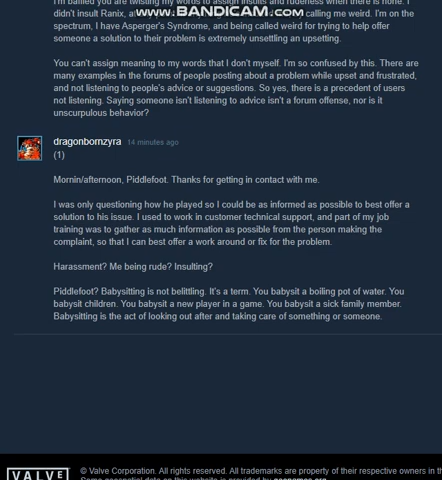 I'm baffled you are twisting my words to assign insults and rudeness when there is none. I
www.BANDICAM.com
didn't insult Ranix, calling me weird. I'm on the
spectrum, I have Asperger's Syndrome, and being called weird for trying to help offer
someone a solution to their problem is extremely unsettling an upsetting.
You can't assign meaning to my words that I don't myself. I'm so confused by this. There are
many examples in the forums of people posting about a problem while upset and frustrated,
and not listening to people's advice or suggestions. So yes, there is a precedent of users
not listening. Saying someone isn't listening to advice isn't a forum offense, nor is it
unscurpulous behavior?
dragonbornzyra 14 minutes ago
(1)
Mornin/afternoon, Piddlefoot. Thanks for getting in contact with me.
I was only questioning how he played so I could be as informed as possible to best offer a
solution to his issue. I used to work in customer technical support, and part of my job
training was to gather as much information as possible from the person making the
complaint, so that I can best offer a work around or fix for the problem.
Harassment? Me being rude? Insulting?
Piddlefoot? Babysitting is not belittling. It's a term. You babysit a boiling pot of water. You
babysit children. You babysit a new player in a game. You babysit a sick family member.
Babysitting is the act of looking out after and taking care of something or someone.
VALVE
© Valve Corporation. All rights reserved. All trademarks are property of their respective owners in th
Some geospatial data on this website is provided by geonames.org.